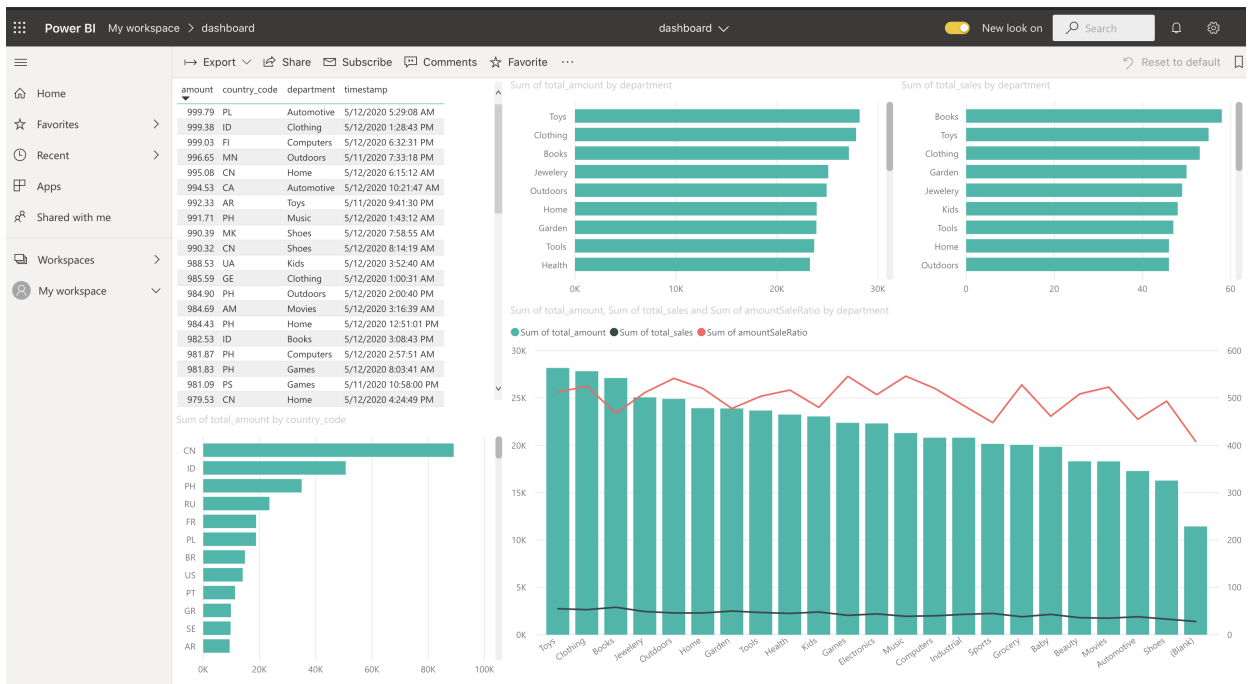 Power BI My workspace > dashboard
dashboard
New look on
Search
Home
Favorites
Recent
Apps
Shared with me
Workspaces
My workspace
Export Share Subscribe Comments Favorite ...
Reset to default
amount country_code department timestamp
999.79 PL Automotive 5/12/2020 5:29:08 AM
999.38 ID Clothing 5/12/2020 1:28:43 PM
999.03 FI Computers 5/12/2020 6:32:31 PM
996.65 MN Outdoors 5/11/2020 7:33:18 PM
995.08 CN Home 5/12/2020 6:15:12 AM
994.53 CA Automotive 5/12/2020 10:21:47 AM
992.33 AR Toys 5/11/2020 9:41:30 PM
991.71 PH Music 5/12/2020 1:43:12 AM
990.39 MK Shoes 5/12/2020 7:58:55 AM
990.32 CN Shoes 5/12/2020 8:14:19 AM
988.53 UA Kids 5/12/2020 3:52:40 AM
985.59 GE Clothing 5/12/2020 1:00:31 AM
984.90 PH Outdoors 5/12/2020 2:00:40 PM
984.69 AM Movies 5/12/2020 3:16:39 AM
984.43 PH Home 5/12/2020 12:51:01 PM
982.53 ID Books 5/12/2020 3:08:43 PM
981.87 PH Computers 5/12/2020 2:57:51 AM
981.83 PH Games 5/12/2020 8:03:41 AM
981.09 PS Games 5/11/2020 10:58:00 PM
979.53 CN Home 5/12/2020 4:24:49 PM
Sum of total_amount by country_code
CN
ID
PH
RU
FR
PL
BR
US
PT
GR
SE
AR
0K 20K 40K 60K 80K 100K
Sum of total_amount by department
Toys
Clothing
Books
Jewelery
Outdoors
Home
Garden
Tools
Health
0K 10K 20K 30K
Sum of total_sales by department
Books
Toys
Clothing
Garden
Jewelery
Kids
Tools
Home
Outdoors
0 20 40 60
Sum of total_amount, Sum of total_sales and Sum of amountSaleRatio by department
Sum of total_amount Sum of total_sales Sum of amountSaleRatio
30K 600
25K 500
20K 400
15K 300
10K 200
5K 100
0K 0
Toys Clothing Books Jewelery Outdoors Home Garden Tools Health Kids Games Electronics Music Computers Industrial Sports Grocery Baby Beauty Movies Automotive Shoes (Blank)